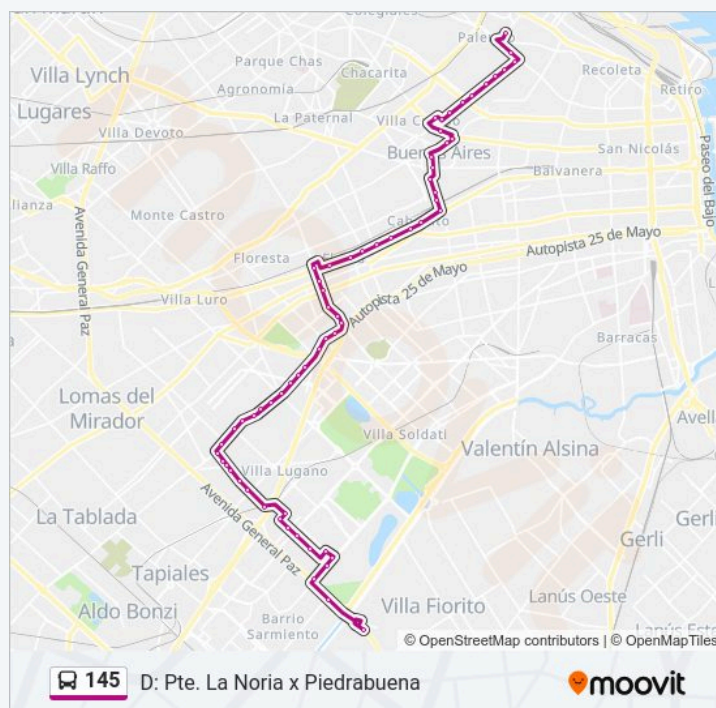 Colegiales
Palermo
Villa Lynch
Parque Chas
Chacarita
Recoleta
Agronomía
Retiro
Lugares
La Paternal
Villa Devoto
Villa C
Buenos Aires
San Nicolás
Villa Raffo
Balvanera
Paseo del Bajo
Avenida General Paz
Monte Castro
Caballito
Floresta
Autopista 25 de Mayo
Villa Luro
Autopista 25 de Mayo
Barracas
Lomas del
Mirador
Villa Soldati
Valentín Alsina
Villa Lugano
Avenida General Paz
La Tablada
Gerli
Tapiales
Aldo Bonzi
Villa Fiorito
Lanús Oeste
Barrio
Sarmiento
© OpenStreetMap contributors | © OpenMapTiles
145
D: Pte. La Noria x Piedrabuena
moovit